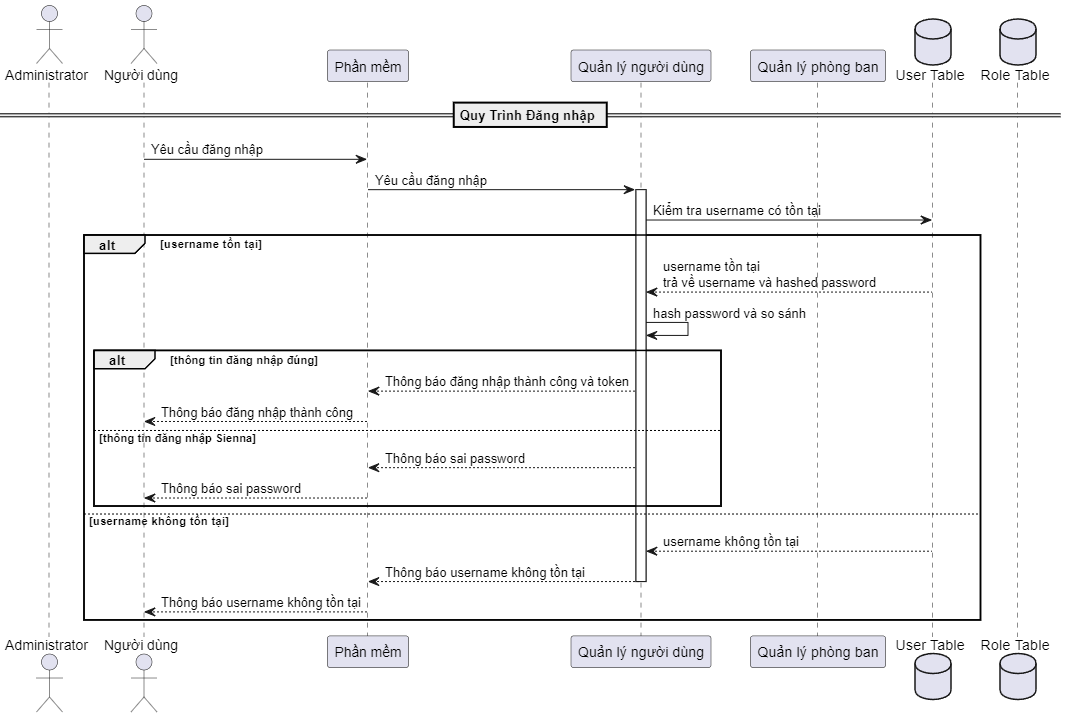 Administrator
Người dùng
Phần mềm
Quản lý người dùng
Quản lý phòng ban
User Table
Role Table
Quy Trình Đăng nhập
Yêu cầu đăng nhập
Yêu cầu đăng nhập
Kiểm tra username có tồn tại
alt
[username tồn tại]
username tồn tại
trả về username và hashed password
hash password và so sánh
alt
[thông tin đăng nhập đúng]
Thông báo đăng nhập thành công và token
Thông báo đăng nhập thành công
[thông tin đăng nhập Sienna]
Thông báo sai password
Thông báo sai password
[username không tồn tại]
username không tồn tại
Thông báo username không tồn tại
Thông báo username không tồn tại
Administrator
Người dùng
Phần mềm
Quản lý người dùng
Quản lý phòng ban
User Table
Role Table